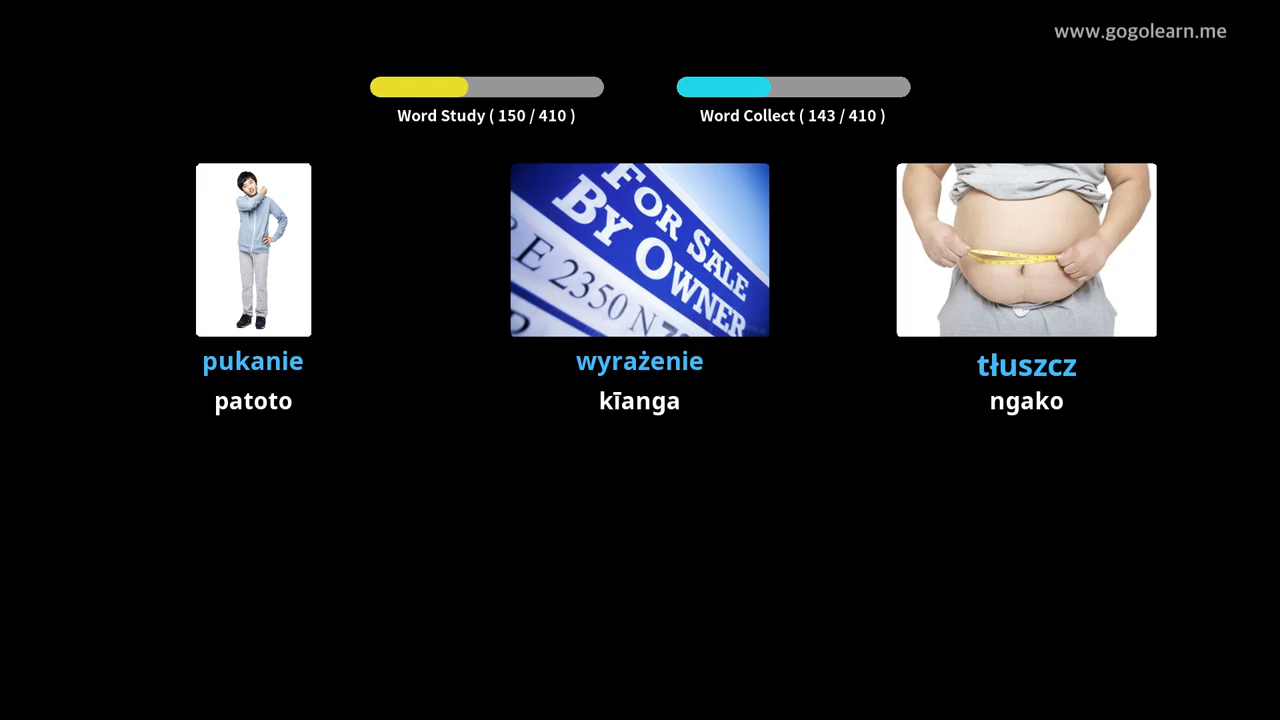 www.gogolearn.me
Word Study ( 150 / 410 )
Word Collect ( 143 / 410 )
FOR SALE
BY OWNER
E 2350 N
pukanie
wyrażenie
tłuszcz
patoto
kīanga
ngako